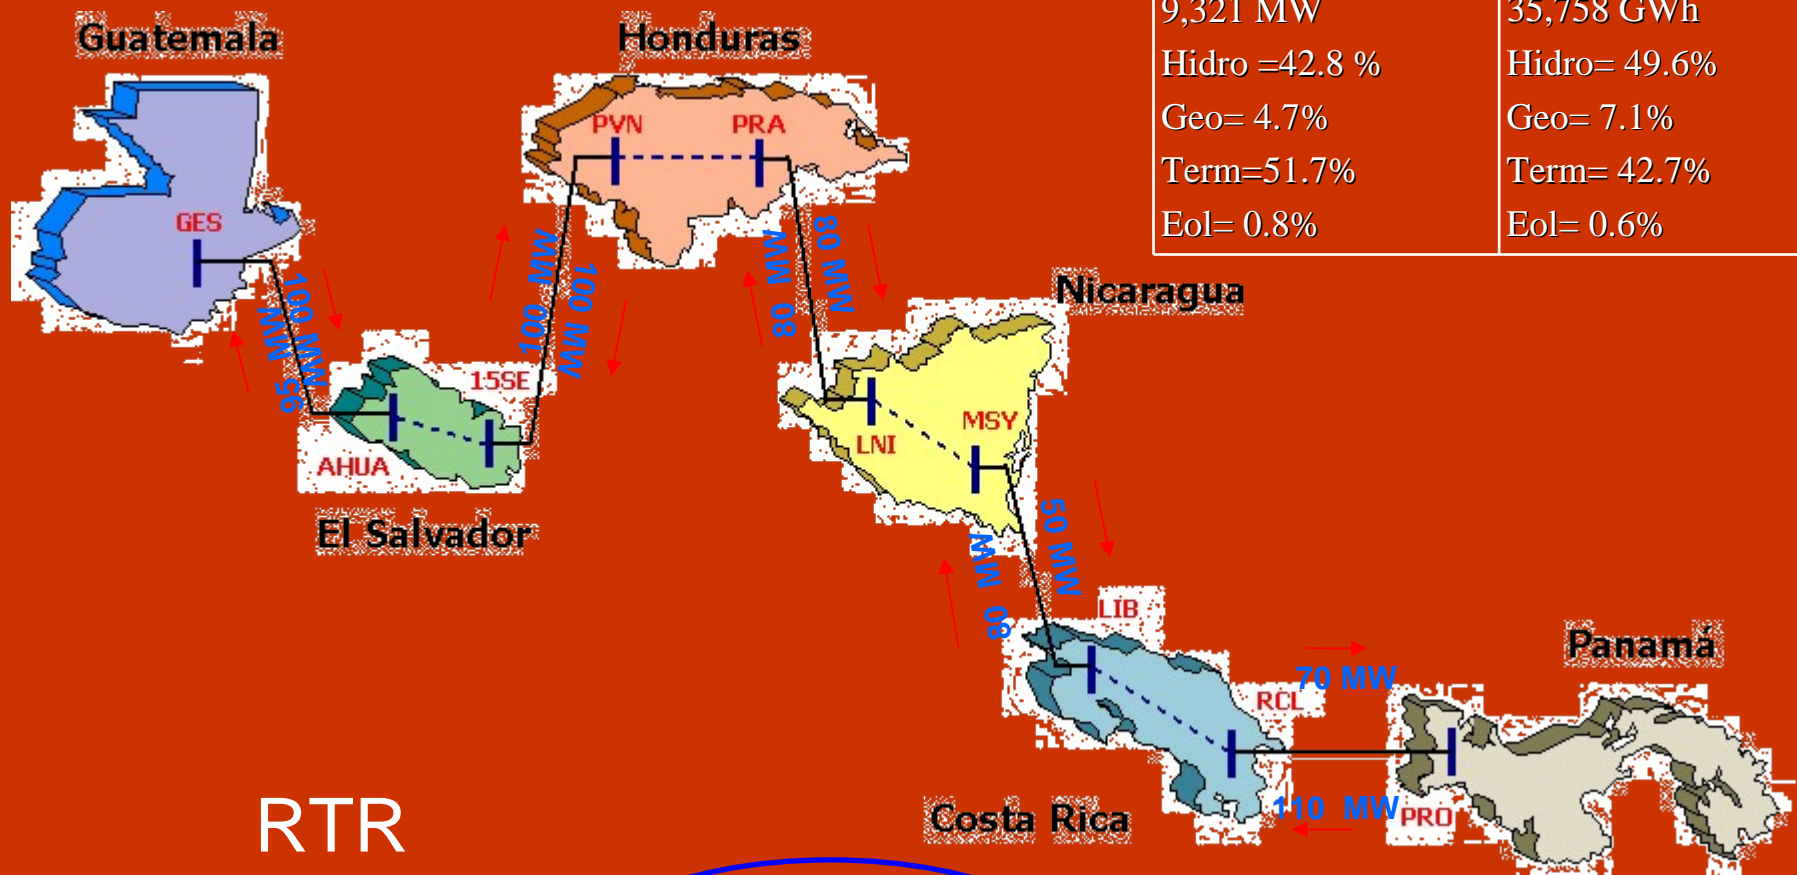 9,321 MW
Hidro =42.8 %
Geo= 4.7%
Term=51.7%
Eol= 0.8%
35,758 GWh
Hidro= 49.6%
Geo= 7.1%
Term= 42.7%
Eol= 0.6%
Guatemala
Honduras
PVN
PRA
GES
100 MW
95 MW
100 MW
100 MW
80 MW
80 MW
Nicaragua
15SE
AHUA
El Salvador
LNI
MSY
50 MW
80 MW
LIB
RCL
70 MW
Panamá
110 MW
PRO
Costa Rica
RTR